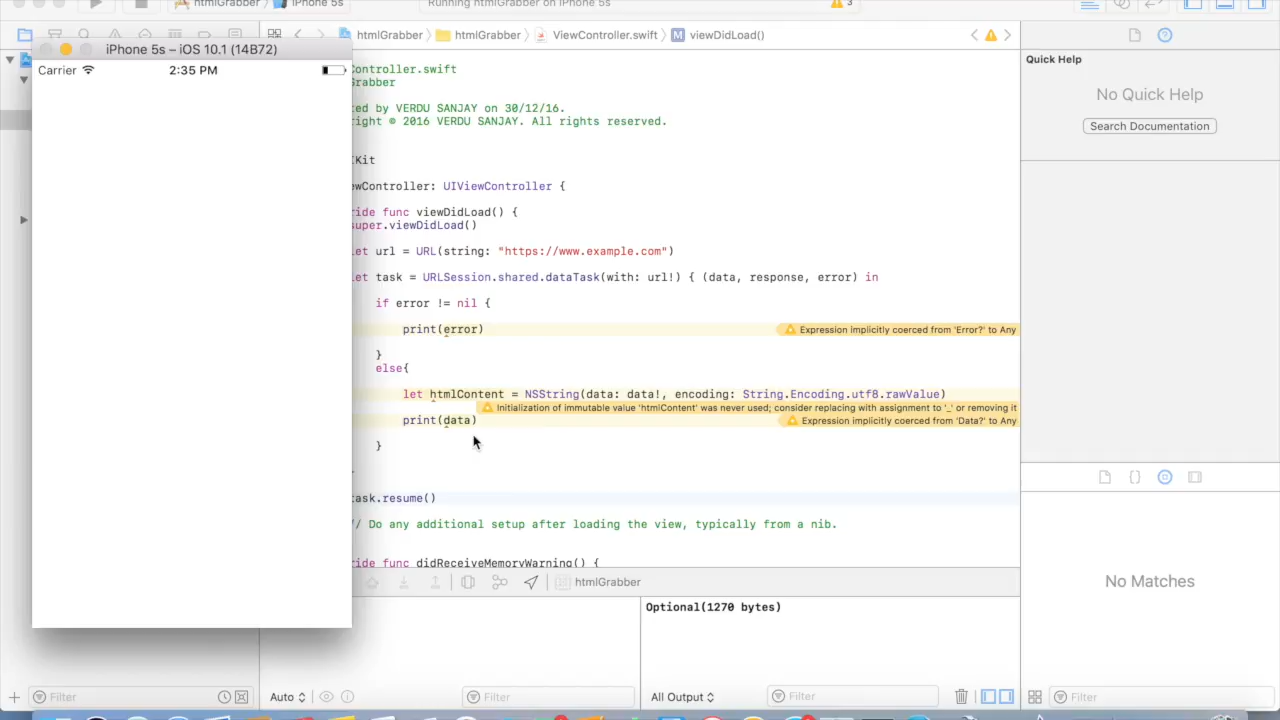 htmlGrabber iPhone 5s Running htmlGrabber on iPhone 5s 3
htmlGrabber htmlGrabber ViewController.swift M viewDidLoad()
iPhone 5s – iOS 10.1 (14B72)
Carrier 2:35 PM
Controller.swift
Grabber
ted by VERDU SANJAY on 30/12/16.
right © 2016 VERDU SANJAY. All rights reserved.
Kit
ewController: UIViewController {
ride func viewDidLoad() {
super.viewDidLoad()
let url = URL(string: "https://www.example.com")
let task = URLSession.shared.dataTask(with: url!) { (data, response, error) in
if error != nil {
print(error) Expression implicitly coerced from 'Error?' to Any
}
else{
let htmlContent = NSString(data: data!, encoding: String.Encoding.utf8.rawValue)
Initialization of immutable value 'htmlContent' was never used; consider replacing with assignment to '_' or removing it
print(data) Expression implicitly coerced from 'Data?' to Any
}
task.resume()
// Do any additional setup after loading the view, typically from a nib.
ride func didReceiveMemoryWarning() {
htmlGrabber
Optional(1270 bytes)
Filter
Auto
Filter
All Output
Filter
Quick Help
No Quick Help
Search Documentation
{ }
No Matches
Filter